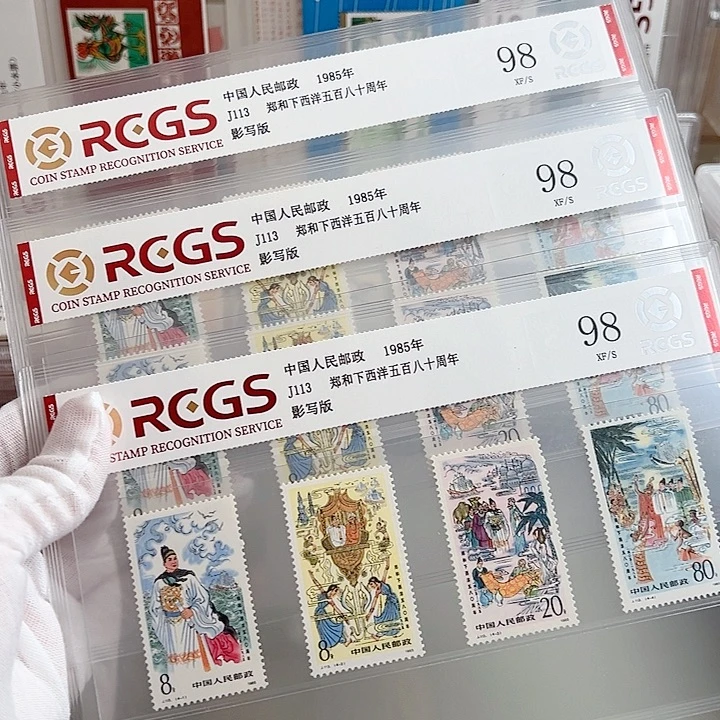 RCGS
COIN STAMP RECOGNITION SERVICE
中国人民邮政 1985年
J113 郑和下西洋五百八十周年
影写版
98
XF/S
RCGS
RCGS
COIN STAMP RECOGNITION SERVICE
中国人民邮政 1985年
J113 郑和下西洋五百八十周年
影写版
98
XF/S
RCGS
RCGS
STAMP RECOGNITION SERVICE
中国人民邮政 1985年
J113 郑和下西洋五百八十周年
影写版
98
XF/S
RCGS
20
80
8分 中国人民邮政
8分 中国人民邮政
中国人民邮政 20分
中国人民邮政 80分